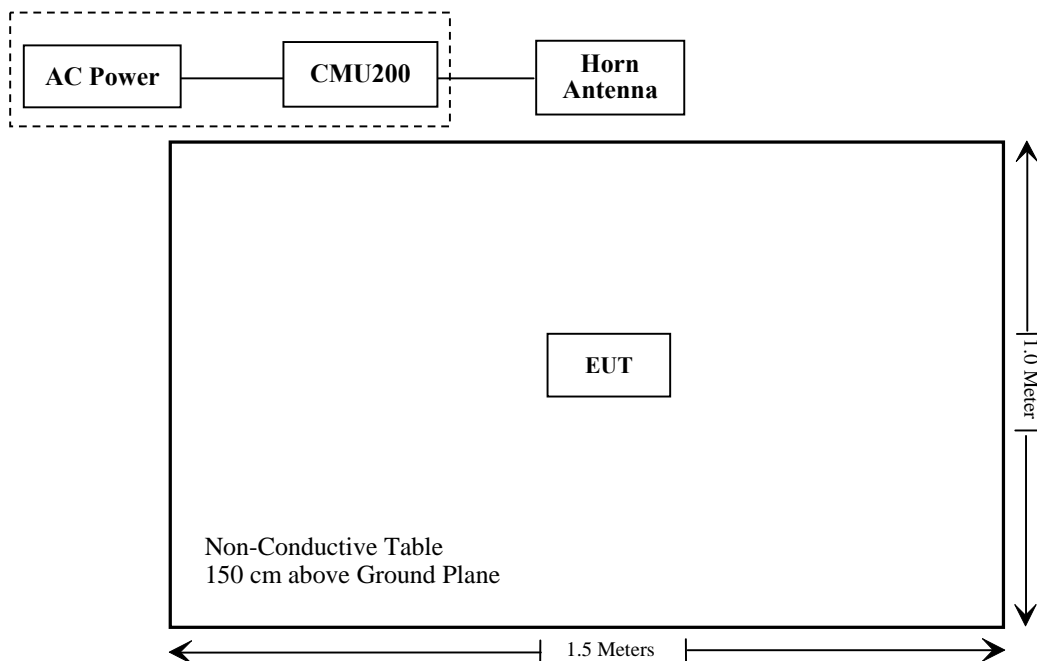 AC Power
CMU200
Horn
Antenna
EUT
1.0 Meter
Non-Conductive Table
150 cm above Ground Plane
1.5 Meters